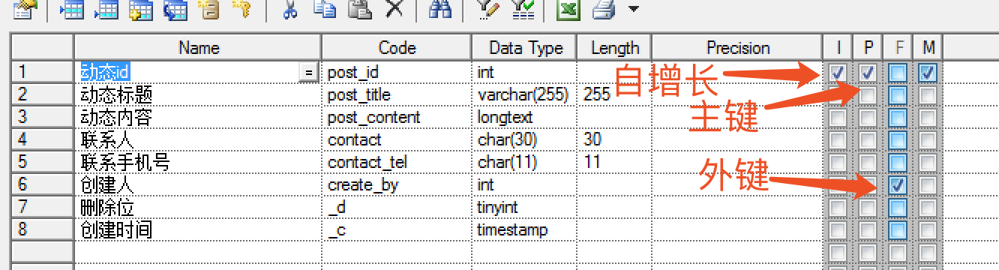 Name Code Data Type Length Precision I P F M
1 动态id = post_id int
2 动态标题 post_title varchar(255) 255
3 动态内容 post_content longtext
4 联系人 contact char(30) 30
5 联系手机号 contact_tel char(11) 11
6 创建人 create_by int
7 删除位 _d tinyint
8 创建时间 _c timestamp
自增长
主键
外键